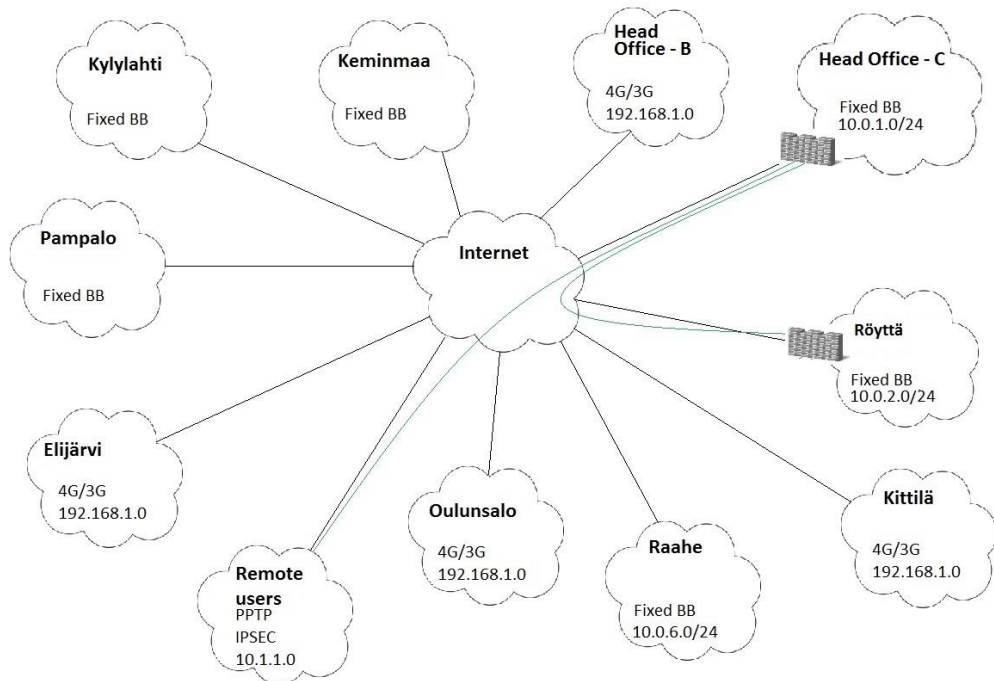 Kylylahti
Fixed BB
Keminmaa
Fixed BB
Head
Office - B
4G/3G
192.168.1.0
Head Office - C
Fixed BB
10.0.1.0/24
Pampalo
Fixed BB
Internet
Röyttä
Fixed BB
10.0.2.0/24
Elijärvi
4G/3G
192.168.1.0
Remote
users
PPTP
IPSEC
10.1.1.0
Oulunsalo
4G/3G
192.168.1.0
Raahe
Fixed BB
10.0.6.0/24
Kittilä
4G/3G
192.168.1.0